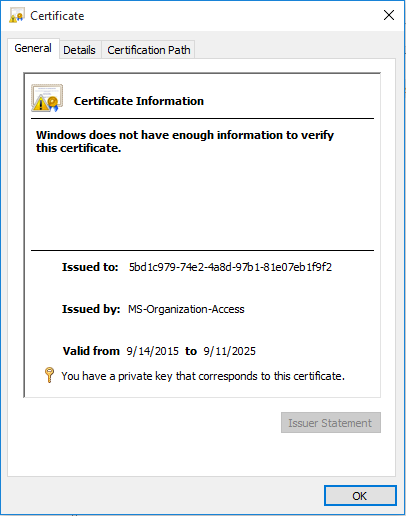 Certificate
General
Details
Certification Path
Certificate Information
Windows does not have enough information to verify
this certificate.
Issued to: 5bd1c979-74e2-4a8d-97b1-81e07eb1f9f2
Issued by: MS-Organization-Access
Valid from 9/14/2015 to 9/11/2025
You have a private key that corresponds to this certificate.
Issuer Statement
OK